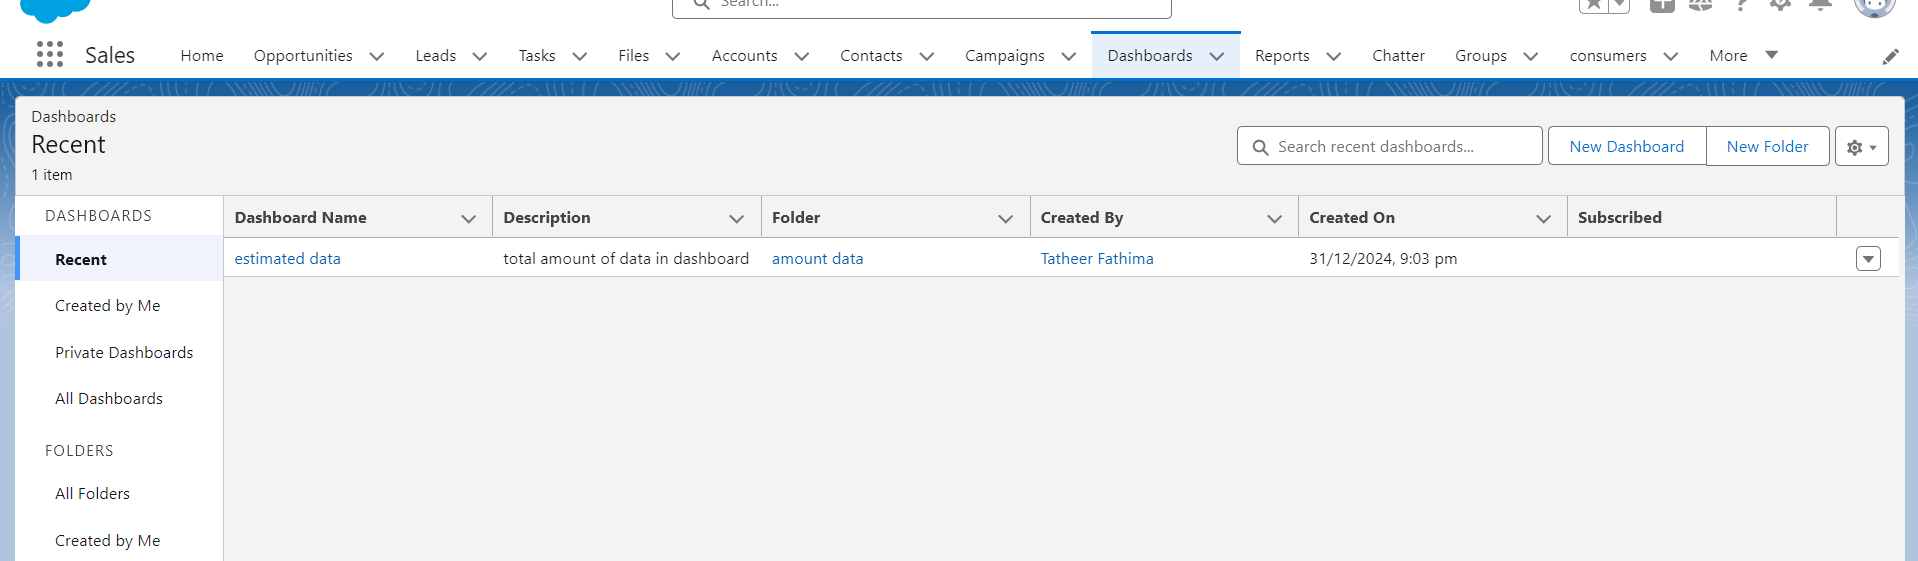 Search...
Sales Home Opportunities Leads Tasks Files Accounts Contacts Campaigns Dashboards Reports Chatter Groups consumers More
Dashboards
Recent
1 item
Search recent dashboards... New Dashboard New Folder
DASHBOARDS
Dashboard Name Description Folder Created By Created On Subscribed
Recent
estimated data total amount of data in dashboard amount data Tatheer Fathima 31/12/2024, 9:03 pm
Created by Me
Private Dashboards
All Dashboards
FOLDERS
All Folders
Created by Me